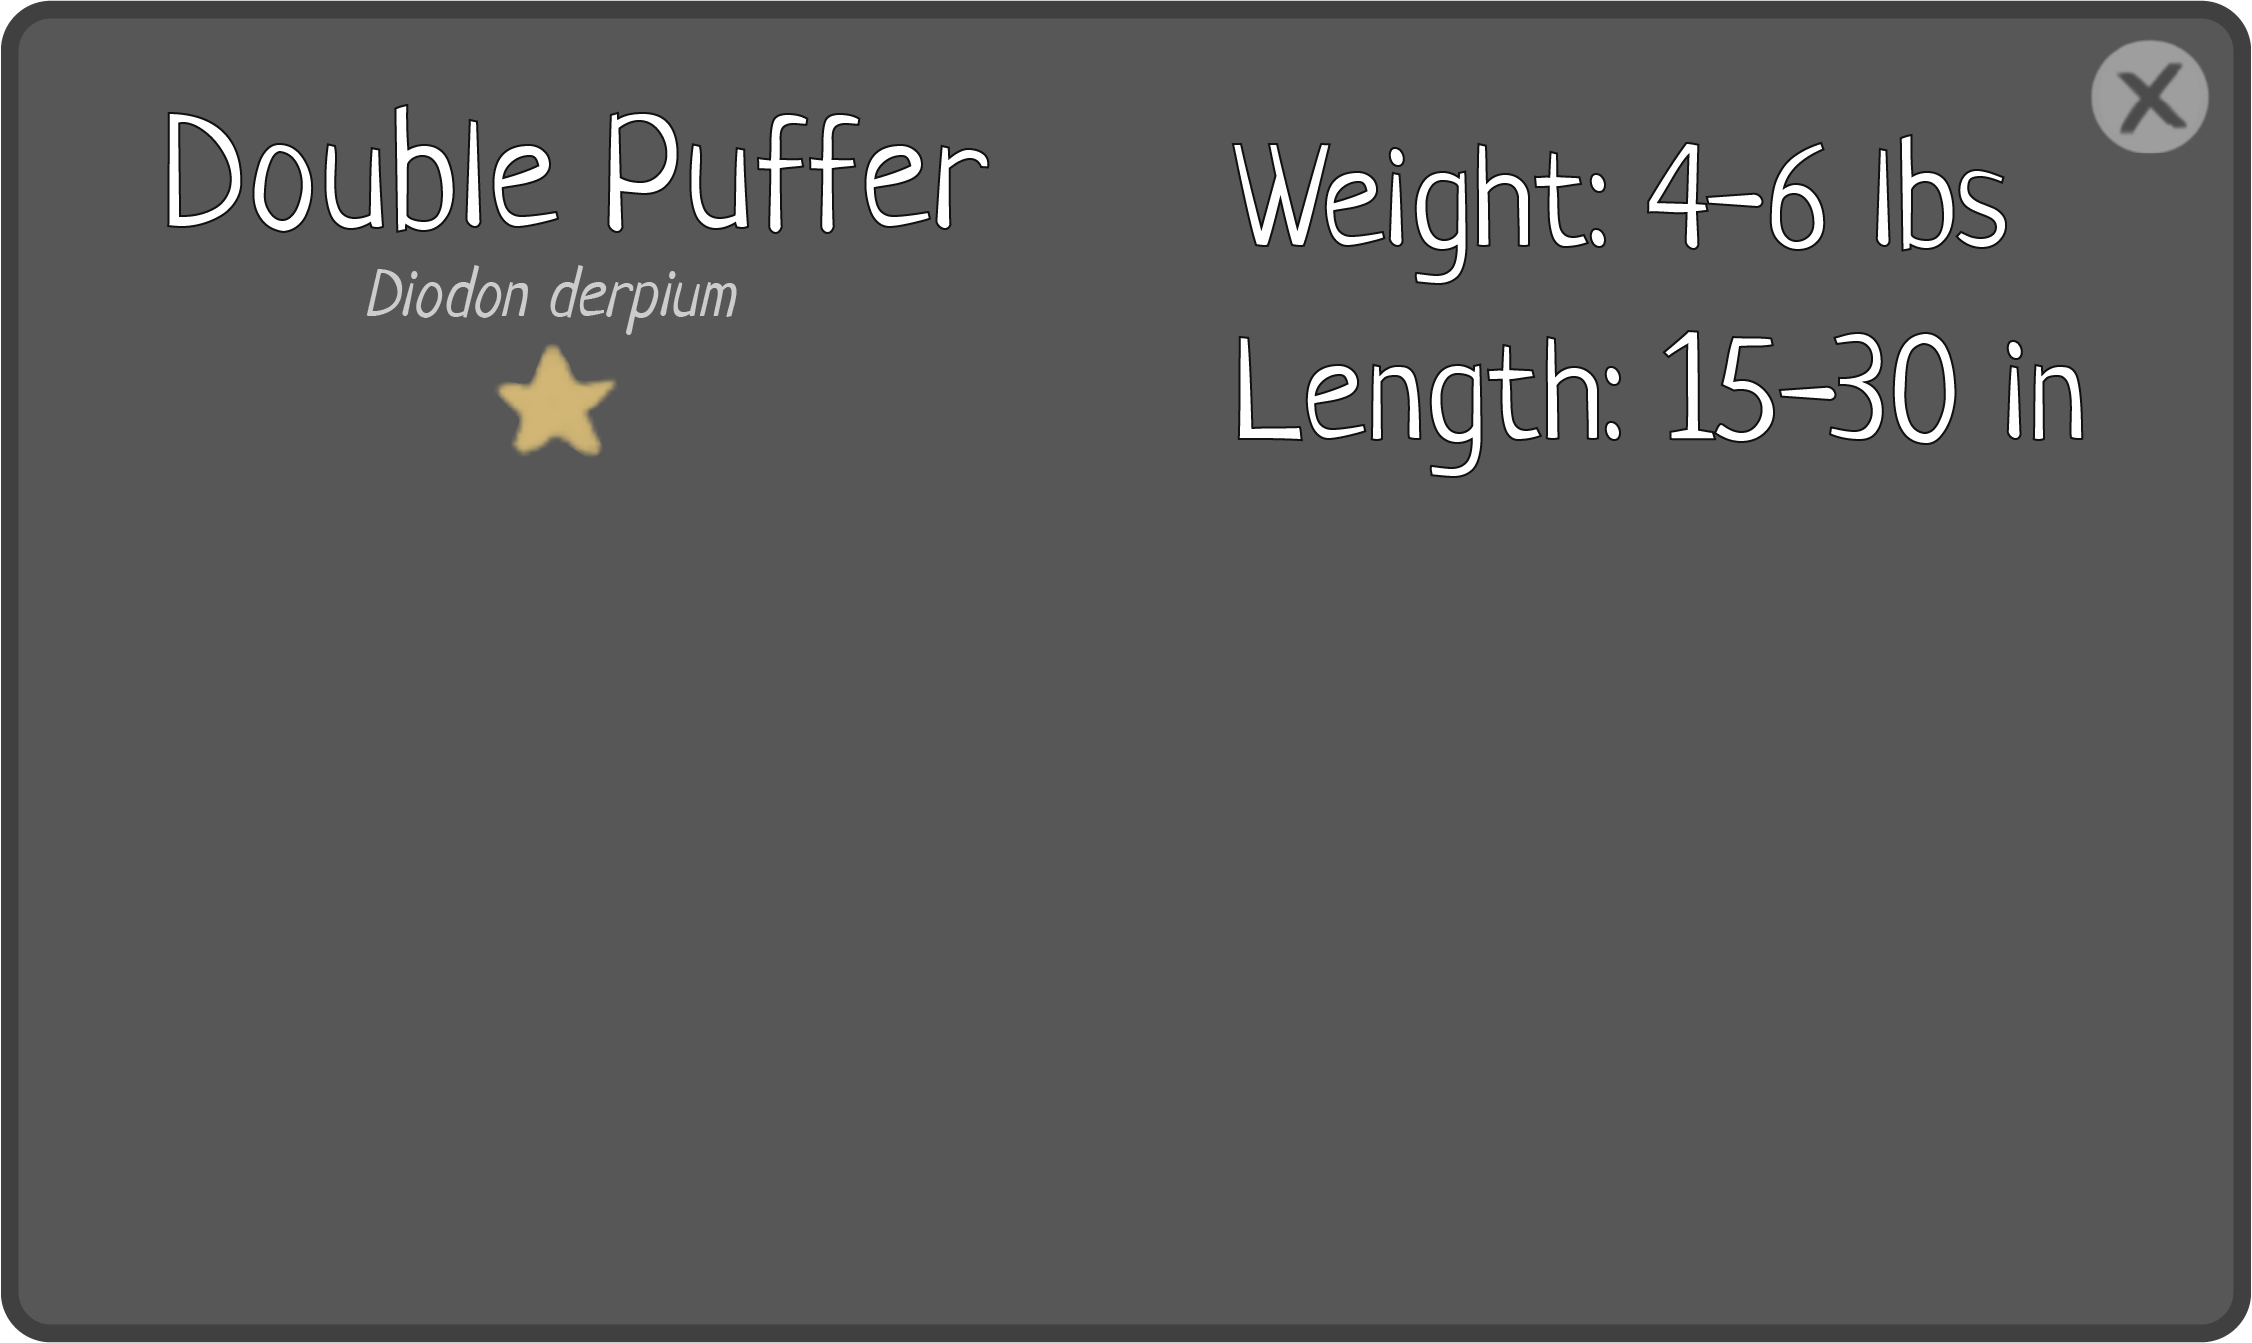 Double Puffer
Diodon derpium
Weight: 4-6 lbs
Length: 15-30 in
X